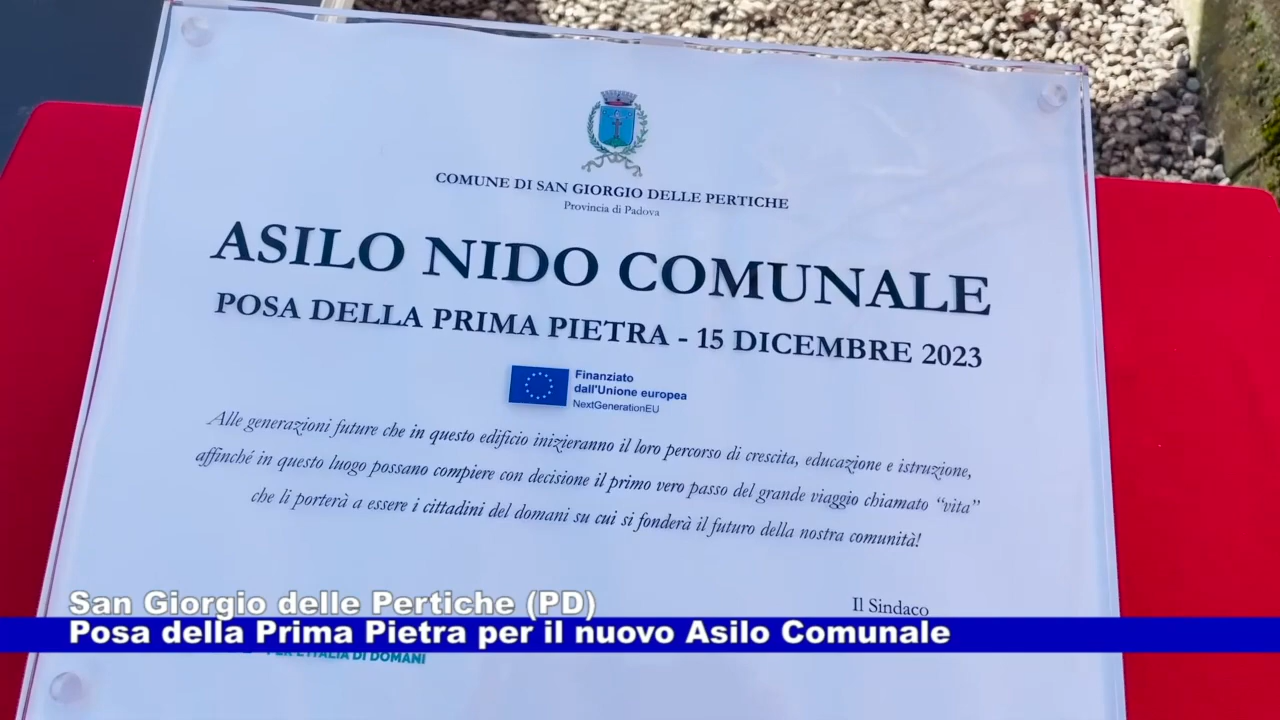 COMUNE DI SAN GIORGIO DELLE PERTICHE
Provincia di Padova
ASILO NIDO COMUNALE
POSA DELLA PRIMA PIETRA - 15 DICEMBRE 2023
Finanziato
dall'Unione europea
NextGenerationEU
Alle generazioni future che in questo edificio inizieranno il loro percorso di crescita, educazione e istruzione,
affinché in questo luogo possano compiere con decisione il primo vero passo del grande viaggio chiamato “vita”
che li porterà a essere i cittadini del domani su cui si fonderà il futuro della nostra comunità!
Il Sindaco
San Giorgio delle Pertiche (PD)
Posa della Prima Pietra per il nuovo Asilo Comunale
PER L'ITALIA DI DOMANI